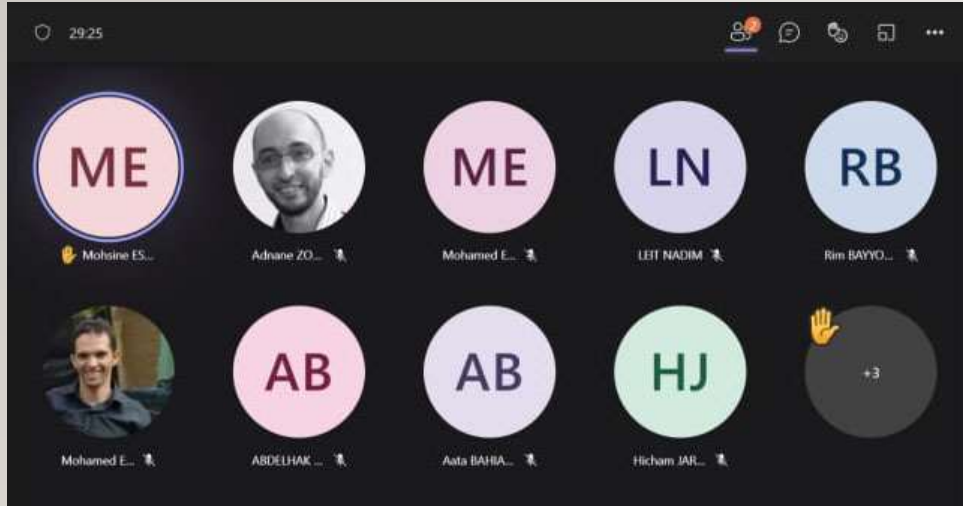 29:25
2
ME
ME
LN
RB
Mohsine ES...
Adnane ZO...
Mohamed E...
LEIT NADIM
Rim BAYYO...
AB
AB
HJ
+3
Mohamed E...
ABDELHAK ...
Aata BAHIA...
Hicham JAR...